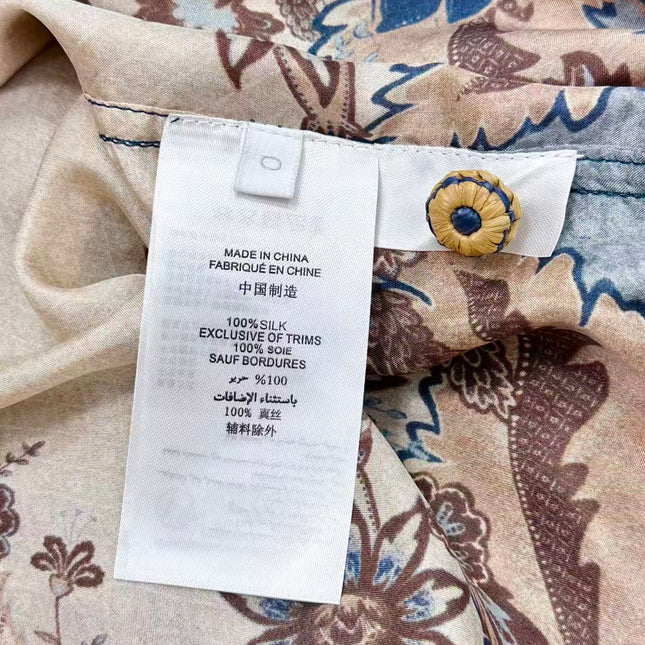 0
MADE IN CHINA
FABRIQUÉ EN CHINE
中国制造
100%SILK
EXCLUSIVE OF TRIMS
100% SOIE
SAUF BORDURES
%100 حرير
باستثناء الإضافات
100% 真丝
辅料除外